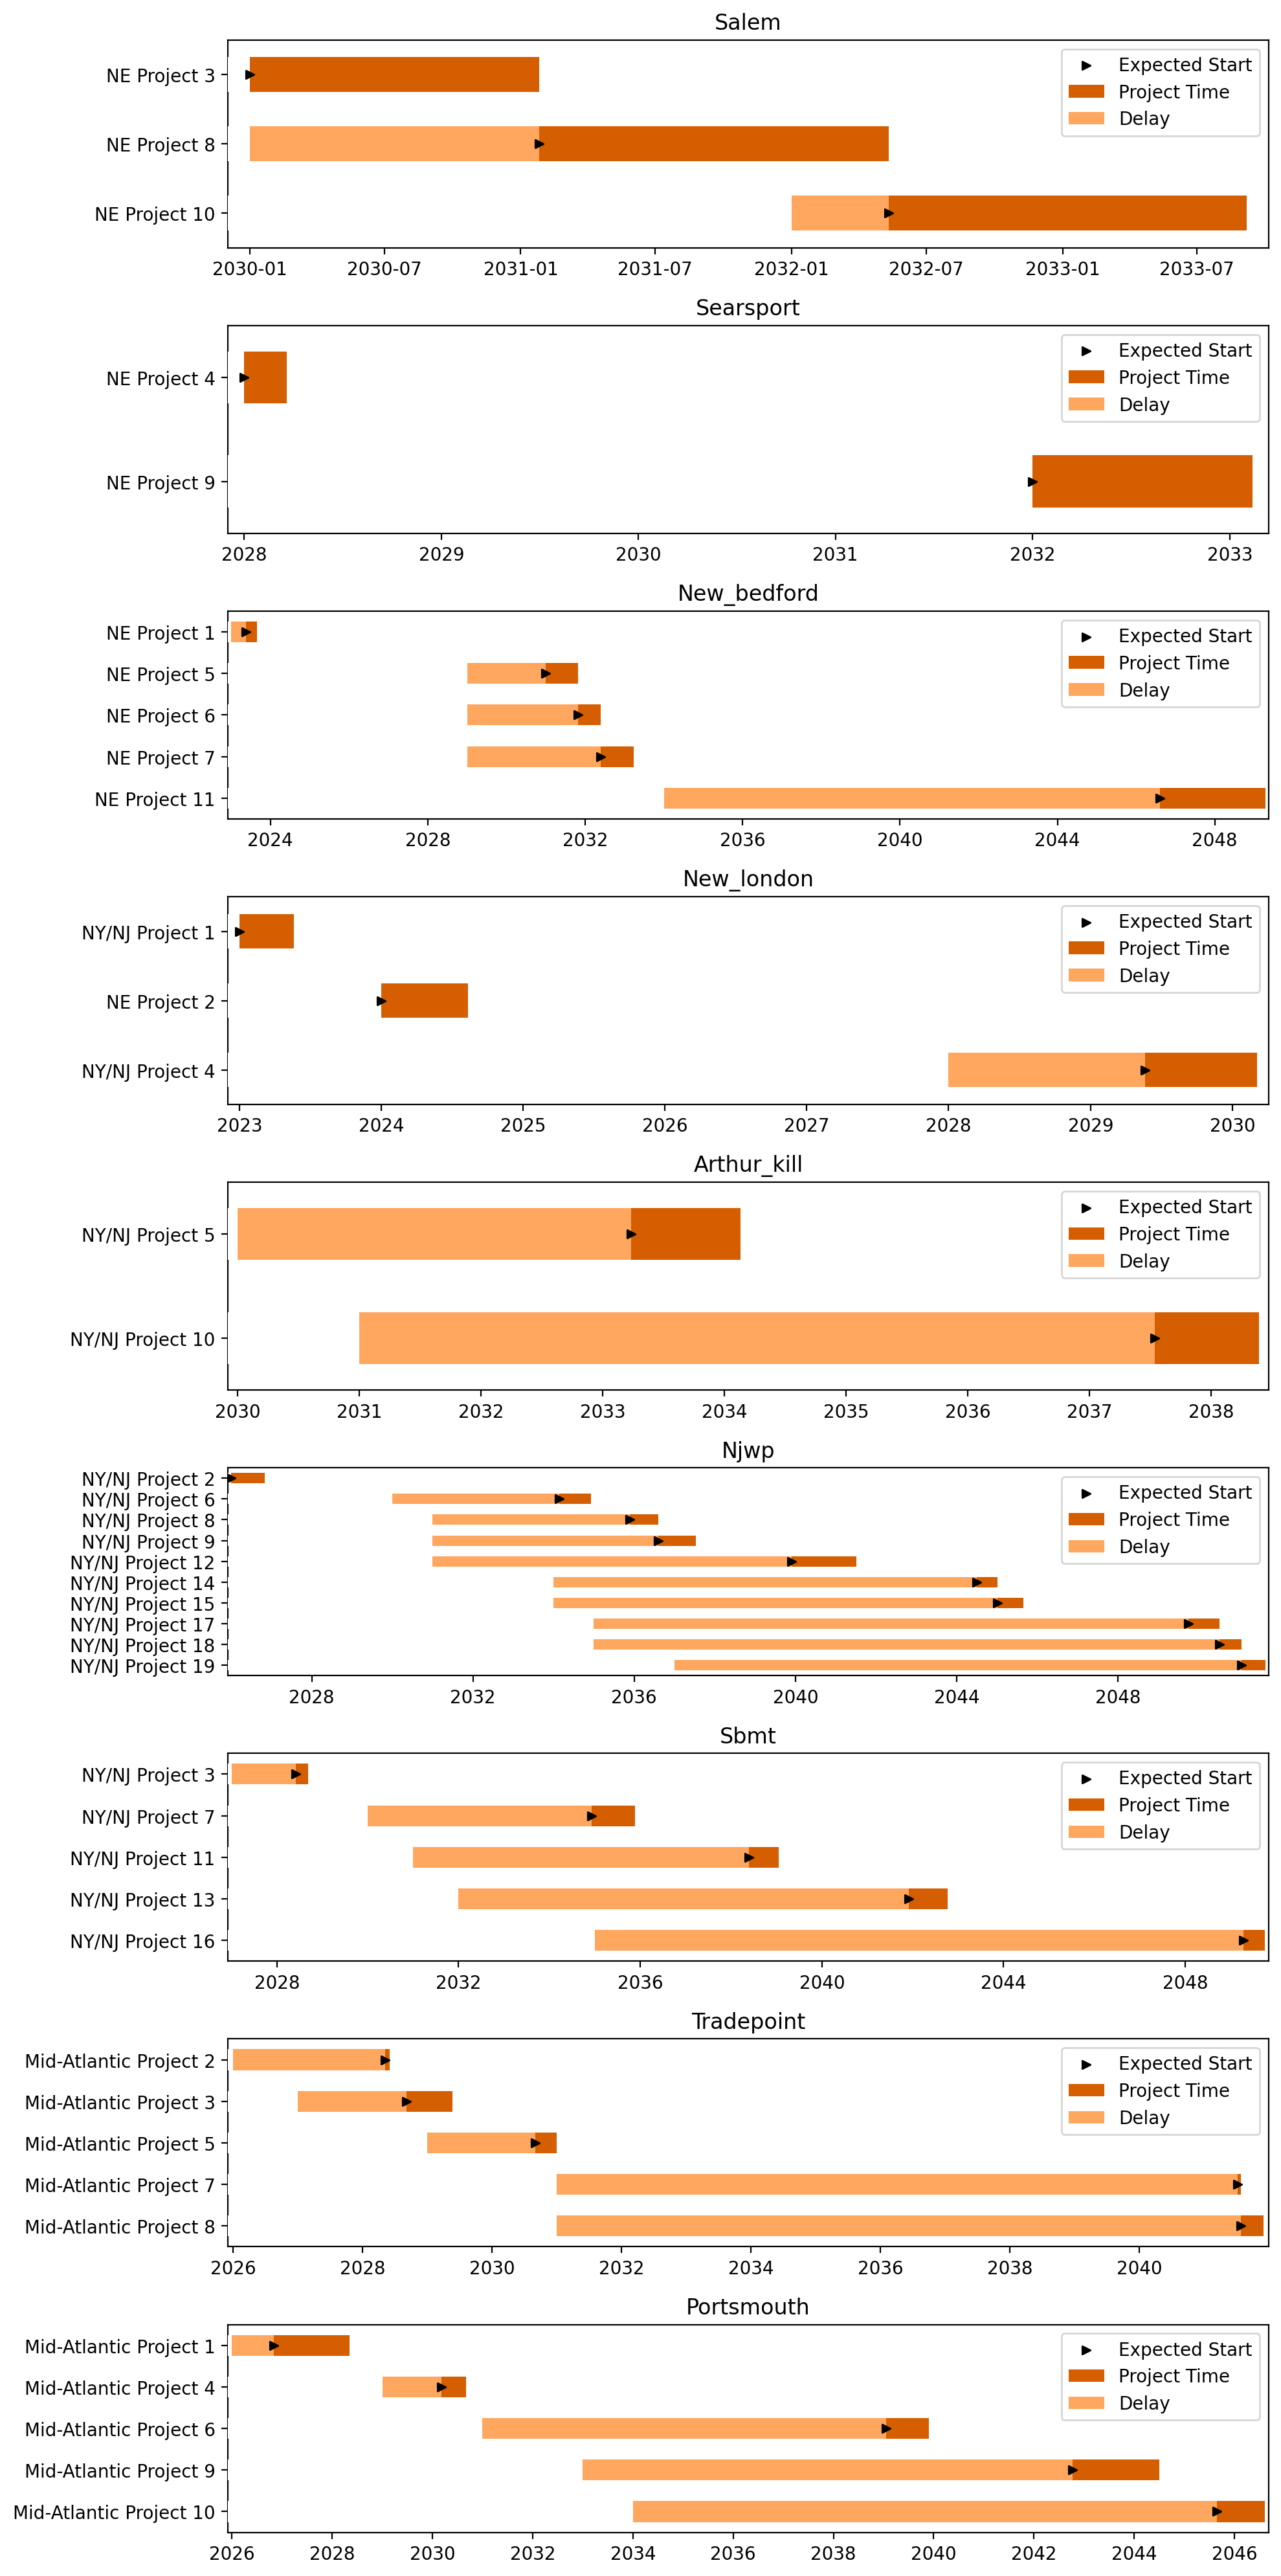 Salem
NE Project 3
NE Project 8
NE Project 10
Expected Start
Project Time
Delay
2030-01 2030-07 2031-01 2031-07 2032-01 2032-07 2033-01 2033-07
Searsport
NE Project 4
NE Project 9
Expected Start
Project Time
Delay
2028 2029 2030 2031 2032 2033
New_bedford
NE Project 1
NE Project 5
NE Project 6
NE Project 7
NE Project 11
Expected Start
Project Time
Delay
2024 2028 2032 2036 2040 2044 2048
New_london
NY/NJ Project 1
NE Project 2
NY/NJ Project 4
Expected Start
Project Time
Delay
2023 2024 2025 2026 2027 2028 2029 2030
Arthur_kill
NY/NJ Project 5
NY/NJ Project 10
Expected Start
Project Time
Delay
2030 2031 2032 2033 2034 2035 2036 2037 2038
Njwp
NY/NJ Project 2
NY/NJ Project 6
NY/NJ Project 8
NY/NJ Project 9
NY/NJ Project 12
NY/NJ Project 14
NY/NJ Project 15
NY/NJ Project 17
NY/NJ Project 18
NY/NJ Project 19
Expected Start
Project Time
Delay
2028 2032 2036 2040 2044 2048
Sbmt
NY/NJ Project 3
NY/NJ Project 7
NY/NJ Project 11
NY/NJ Project 13
NY/NJ Project 16
Expected Start
Project Time
Delay
2028 2032 2036 2040 2044 2048
Tradepoint
Mid-Atlantic Project 2
Mid-Atlantic Project 3
Mid-Atlantic Project 5
Mid-Atlantic Project 7
Mid-Atlantic Project 8
Expected Start
Project Time
Delay
2026 2028 2030 2032 2034 2036 2038 2040
Portsmouth
Mid-Atlantic Project 1
Mid-Atlantic Project 4
Mid-Atlantic Project 6
Mid-Atlantic Project 9
Mid-Atlantic Project 10
Expected Start
Project Time
Delay
2026 2028 2030 2032 2034 2036 2038 2040 2042 2044 2046